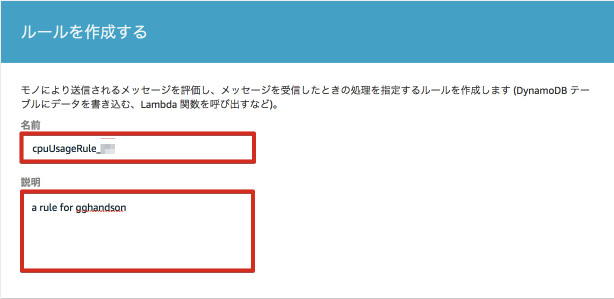 ルールを作成する
モノにより送信されるメッセージを評価し、メッセージを受信したときの処理を指定するルールを作成します (DynamoDB テー
ブルにデータを書き込む、Lambda 関数を呼び出すなど)。
名前
cpuUsageRule_
説明
a rule for gghandson